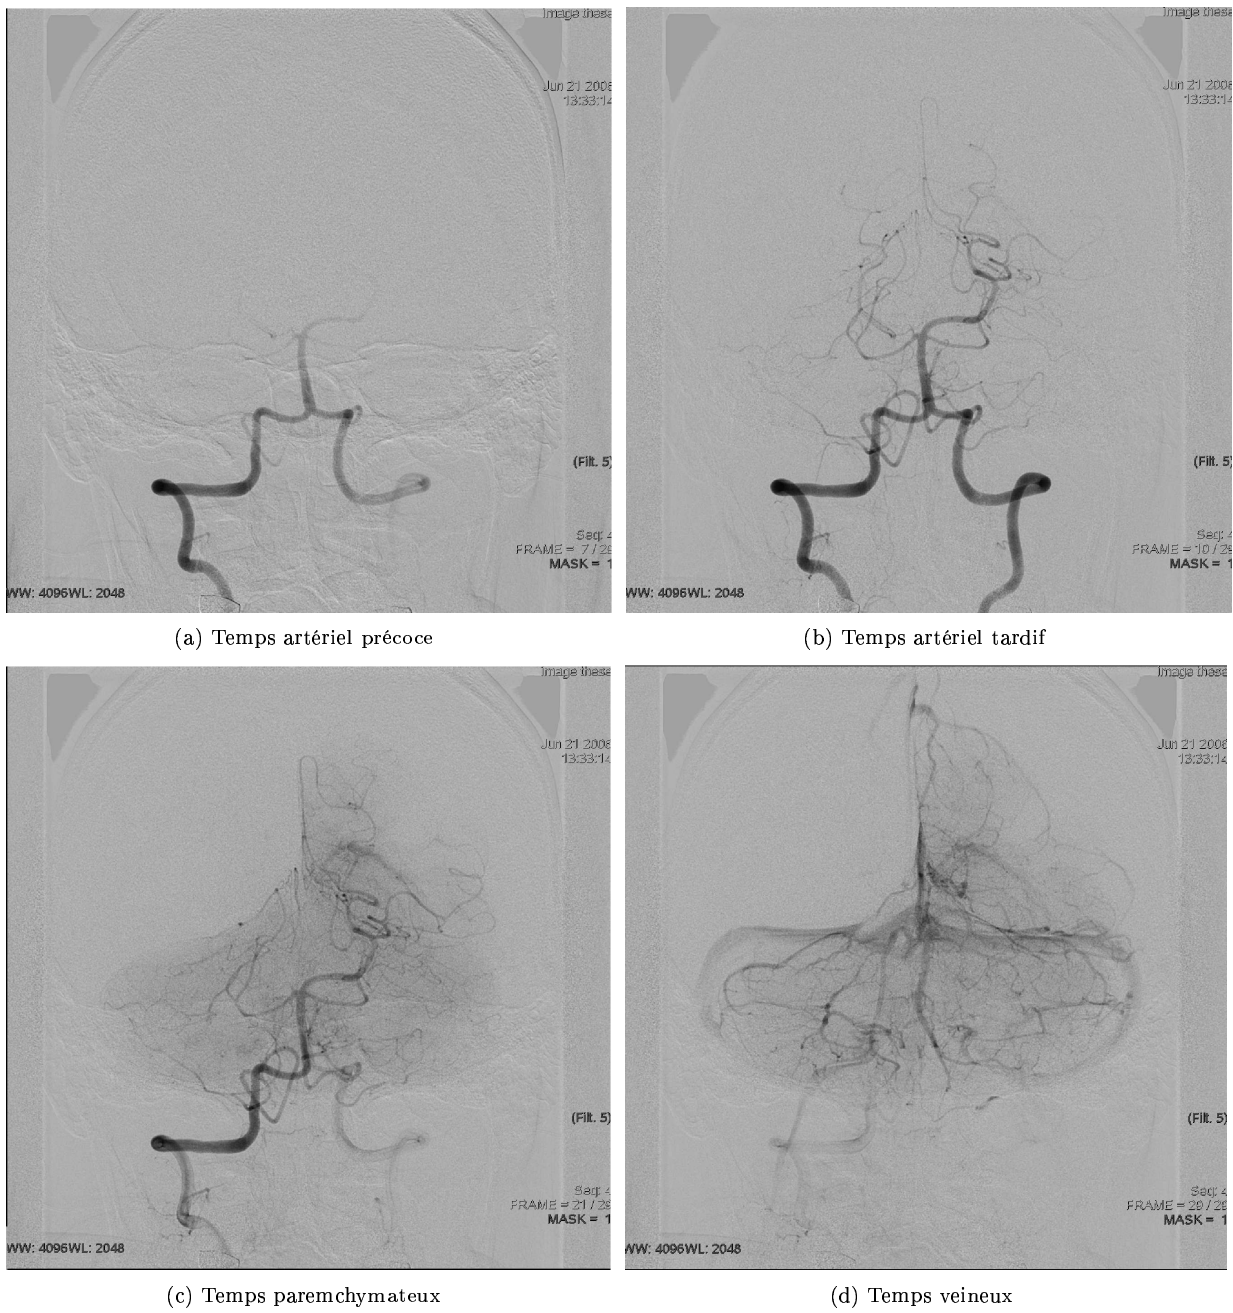 Image these
Jun 21 2006
13:33:14
(Filt. 5)
Seq: 4
FRAME = 7 / 29
MASK = 1
WW: 4096WL: 2048
(a) Temps artériel précoce
Image these
Jun 21 2006
13:33:14
(Filt. 5)
Seq: 4
FRAME = 10 / 29
MASK = 1
WW: 4096WL: 2048
(b) Temps artériel tardif
Image these
Jun 21 2006
13:33:14
(Filt. 5)
Seq: 4
FRAME = 21 / 29
MASK = 1
WW: 4096WL: 2048
(c) Temps paremchymateux
Image these
Jun 21 2006
13:33:14
(Filt. 5)
Seq: 4
FRAME = 29 / 29
MASK = 1
WW: 4096WL: 2048
(d) Temps veineux